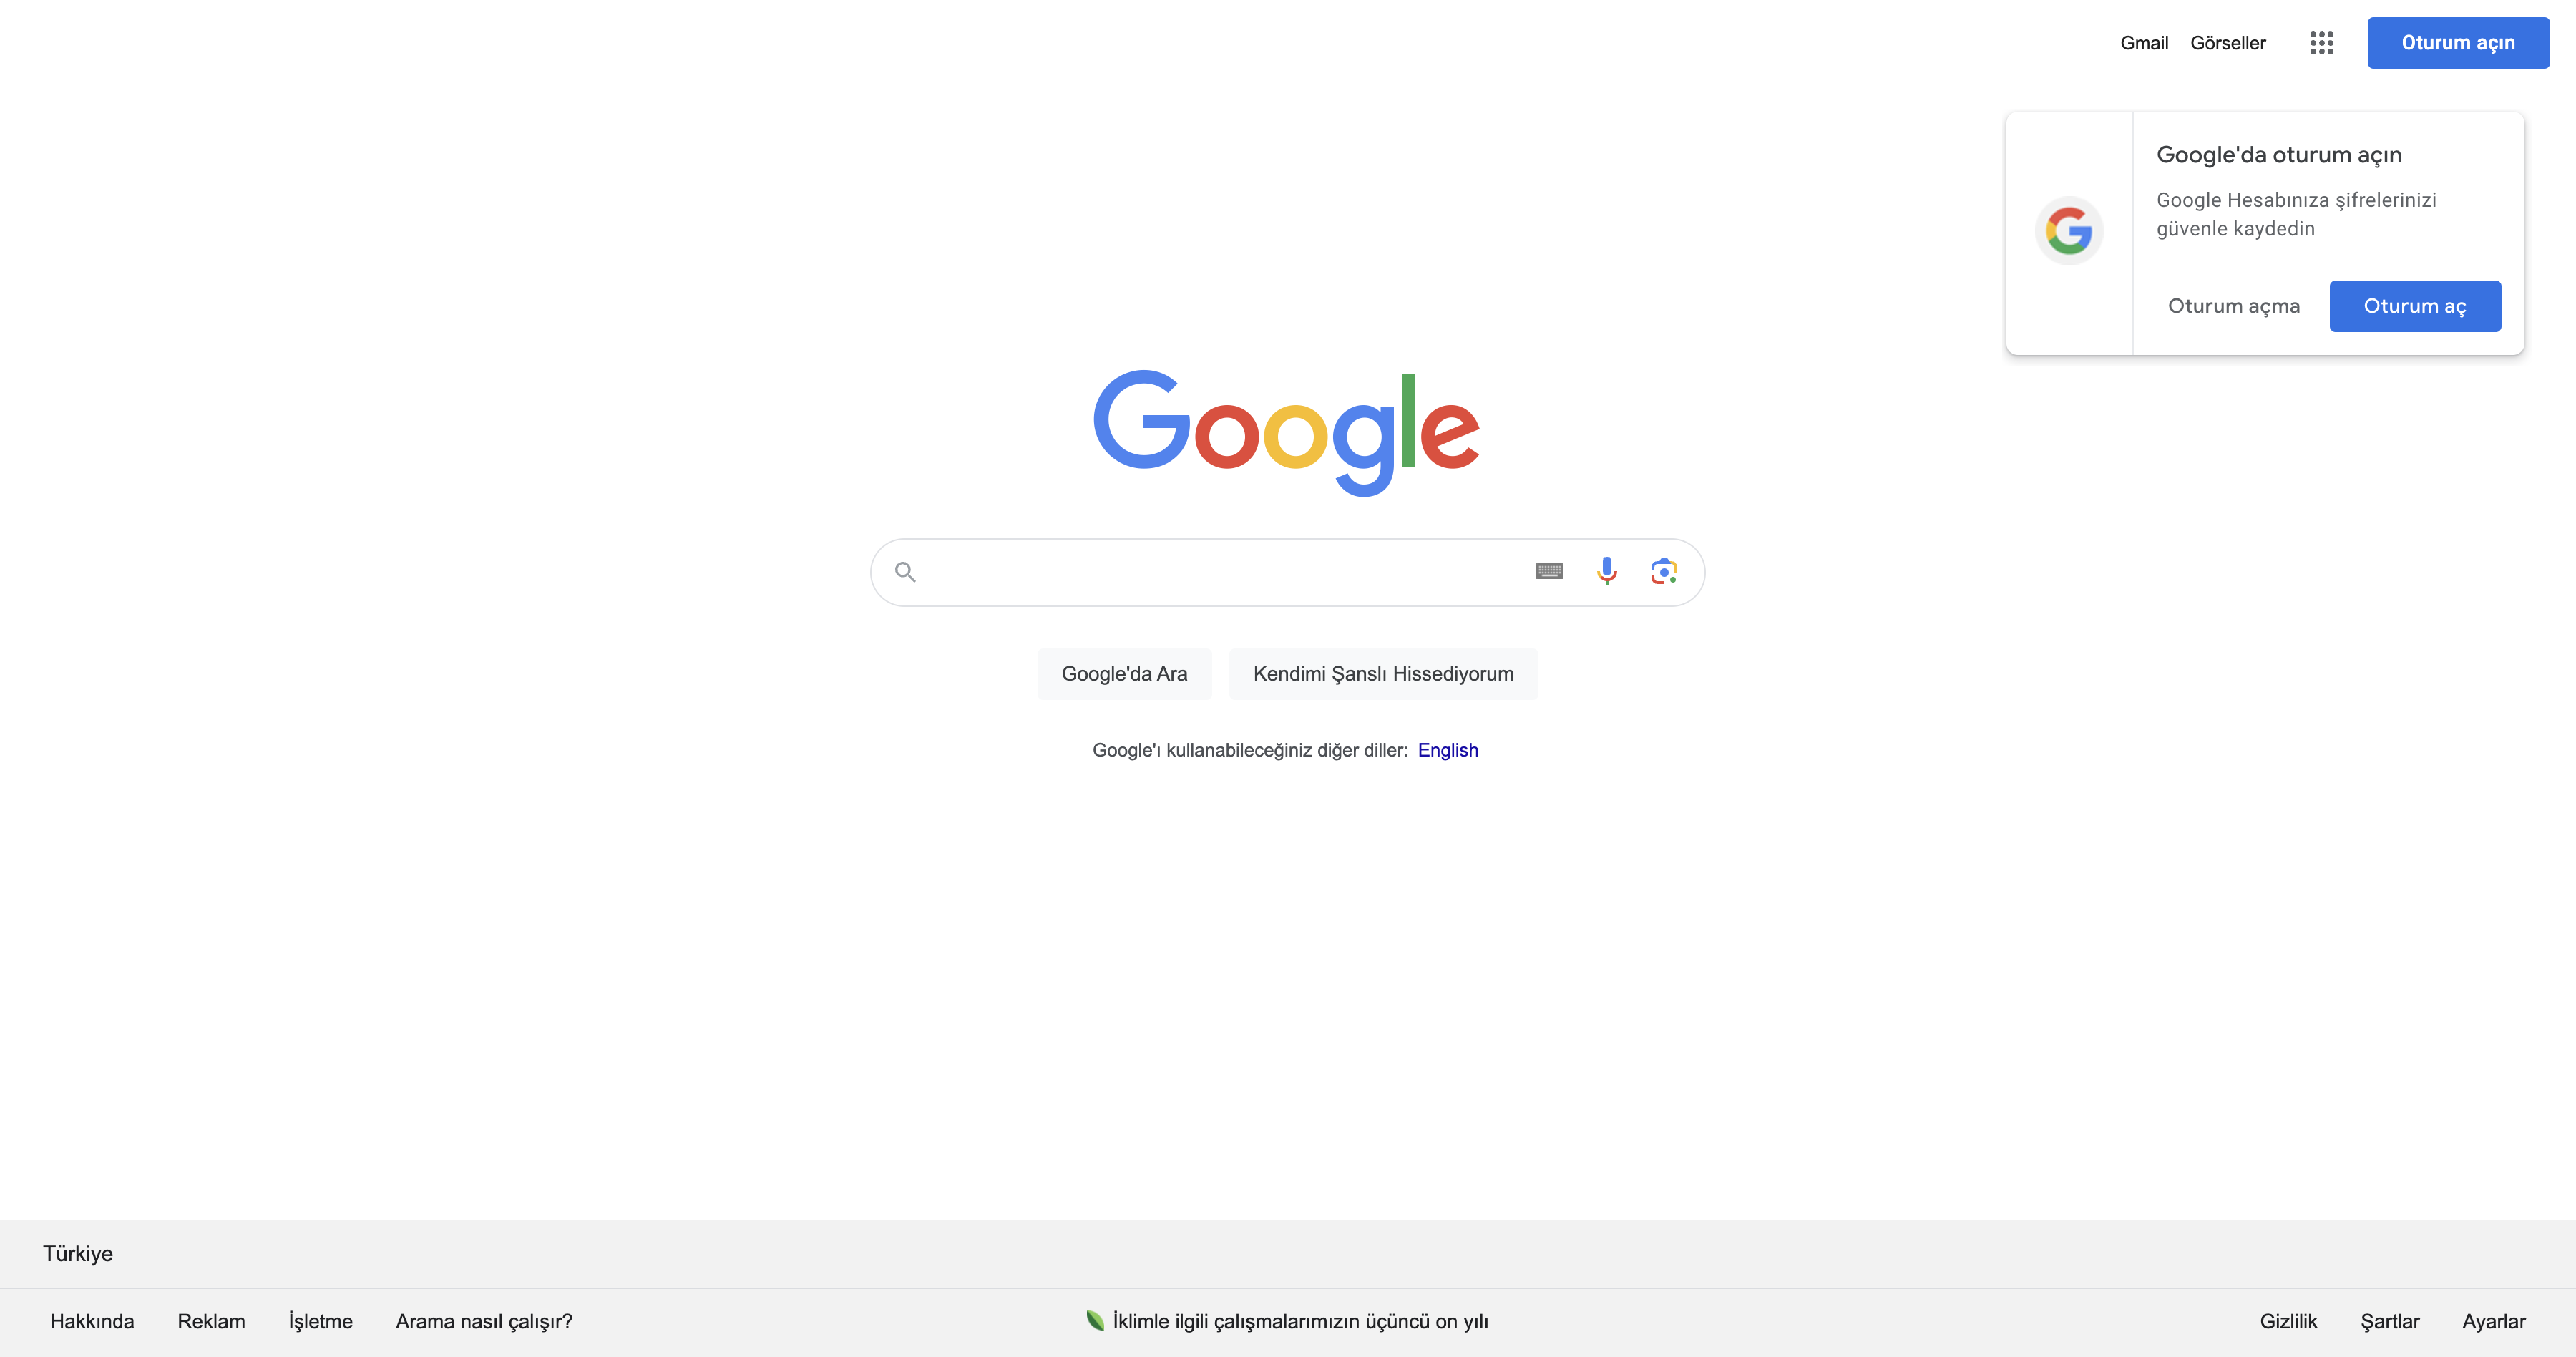 Gmail Görseller Oturum açın
Google'da oturum açın
Google Hesabınıza şifrelerinizi
güvenle kaydedin
Oturum açma Oturum aç
Google
Google'da Ara Kendimi Şanslı Hissediyorum
Google'ı kullanabileceğiniz diğer diller: English
Türkiye
Hakkında Reklam İşletme Arama nasıl çalışır? İklimle ilgili çalışmalarımızın üçüncü on yılı Gizlilik Şartlar Ayarlar